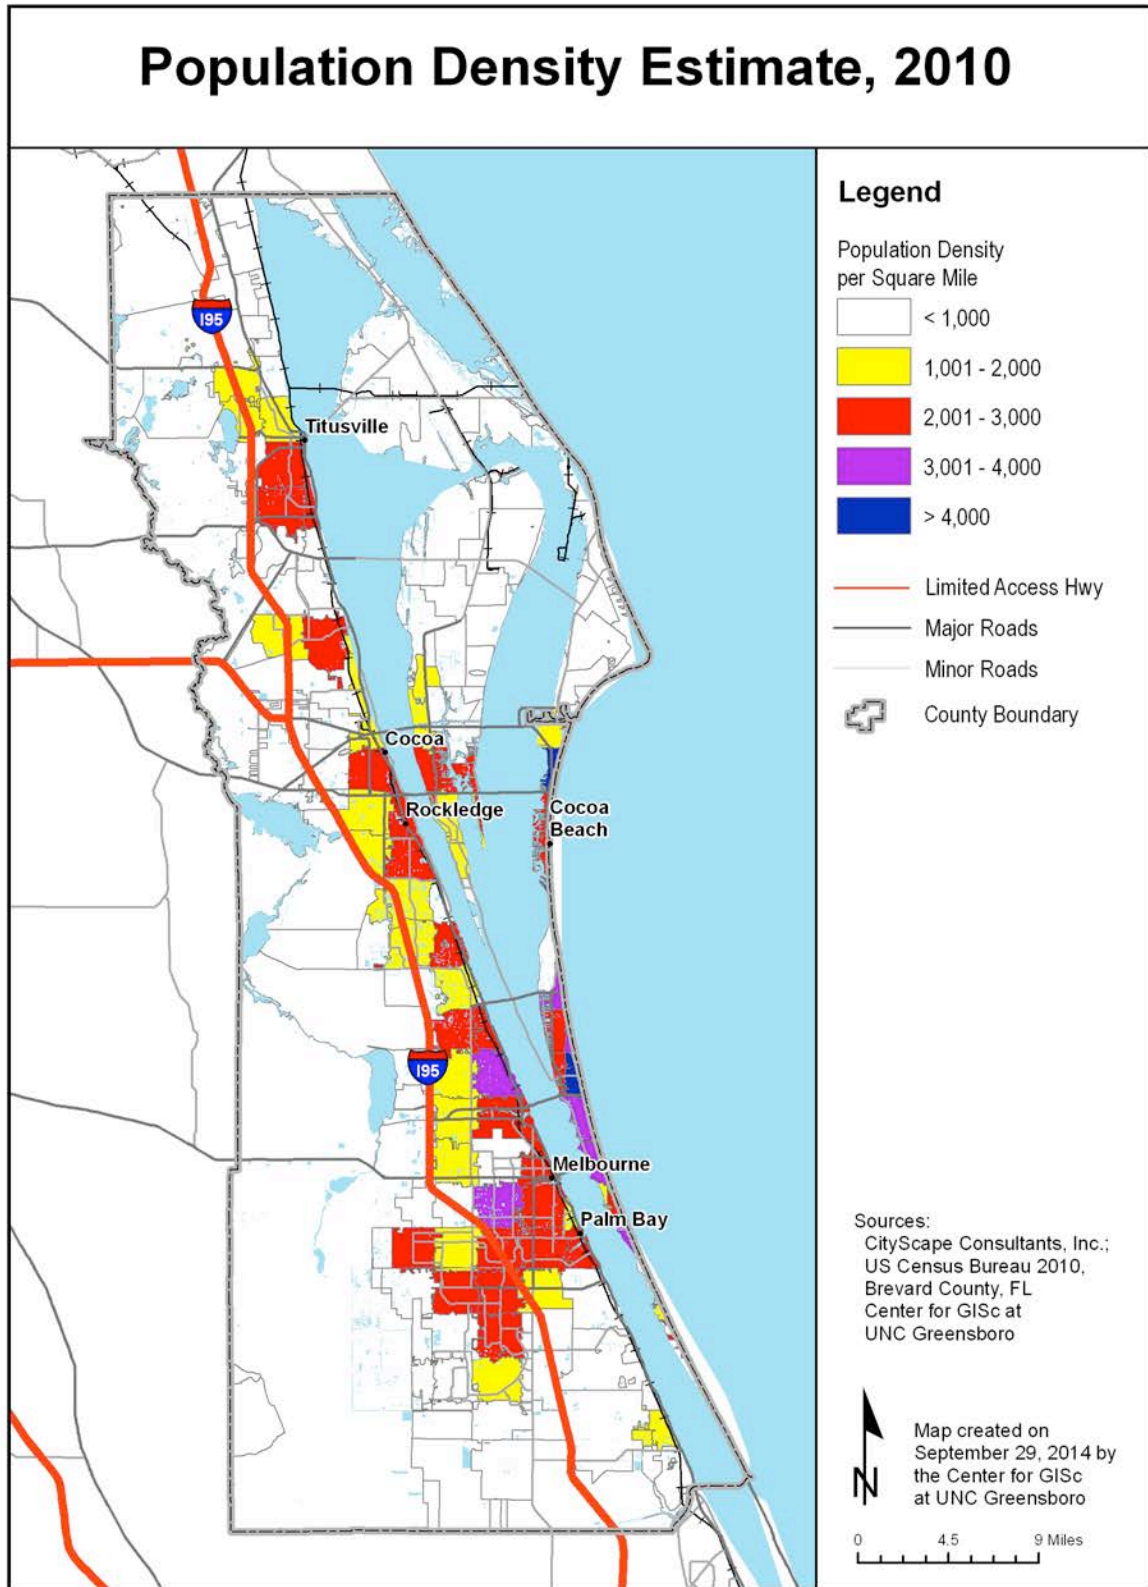 Population Density Estimate, 2010
Legend
Population Density
per Square Mile
< 1,000
1,001 - 2,000
2,001 - 3,000
3,001 - 4,000
> 4,000
Limited Access Hwy
Major Roads
Minor Roads
County Boundary
I95
Titusville
Cocoa
Rockledge
Cocoa
Beach
I95
Melbourne
Palm Bay
Sources:
CityScape Consultants, Inc.;
US Census Bureau 2010,
Brevard County, FL
Center for GISc at
UNC Greensboro
N
Map created on
September 29, 2014 by
the Center for GISc
at UNC Greensboro
0 4.5 9 Miles